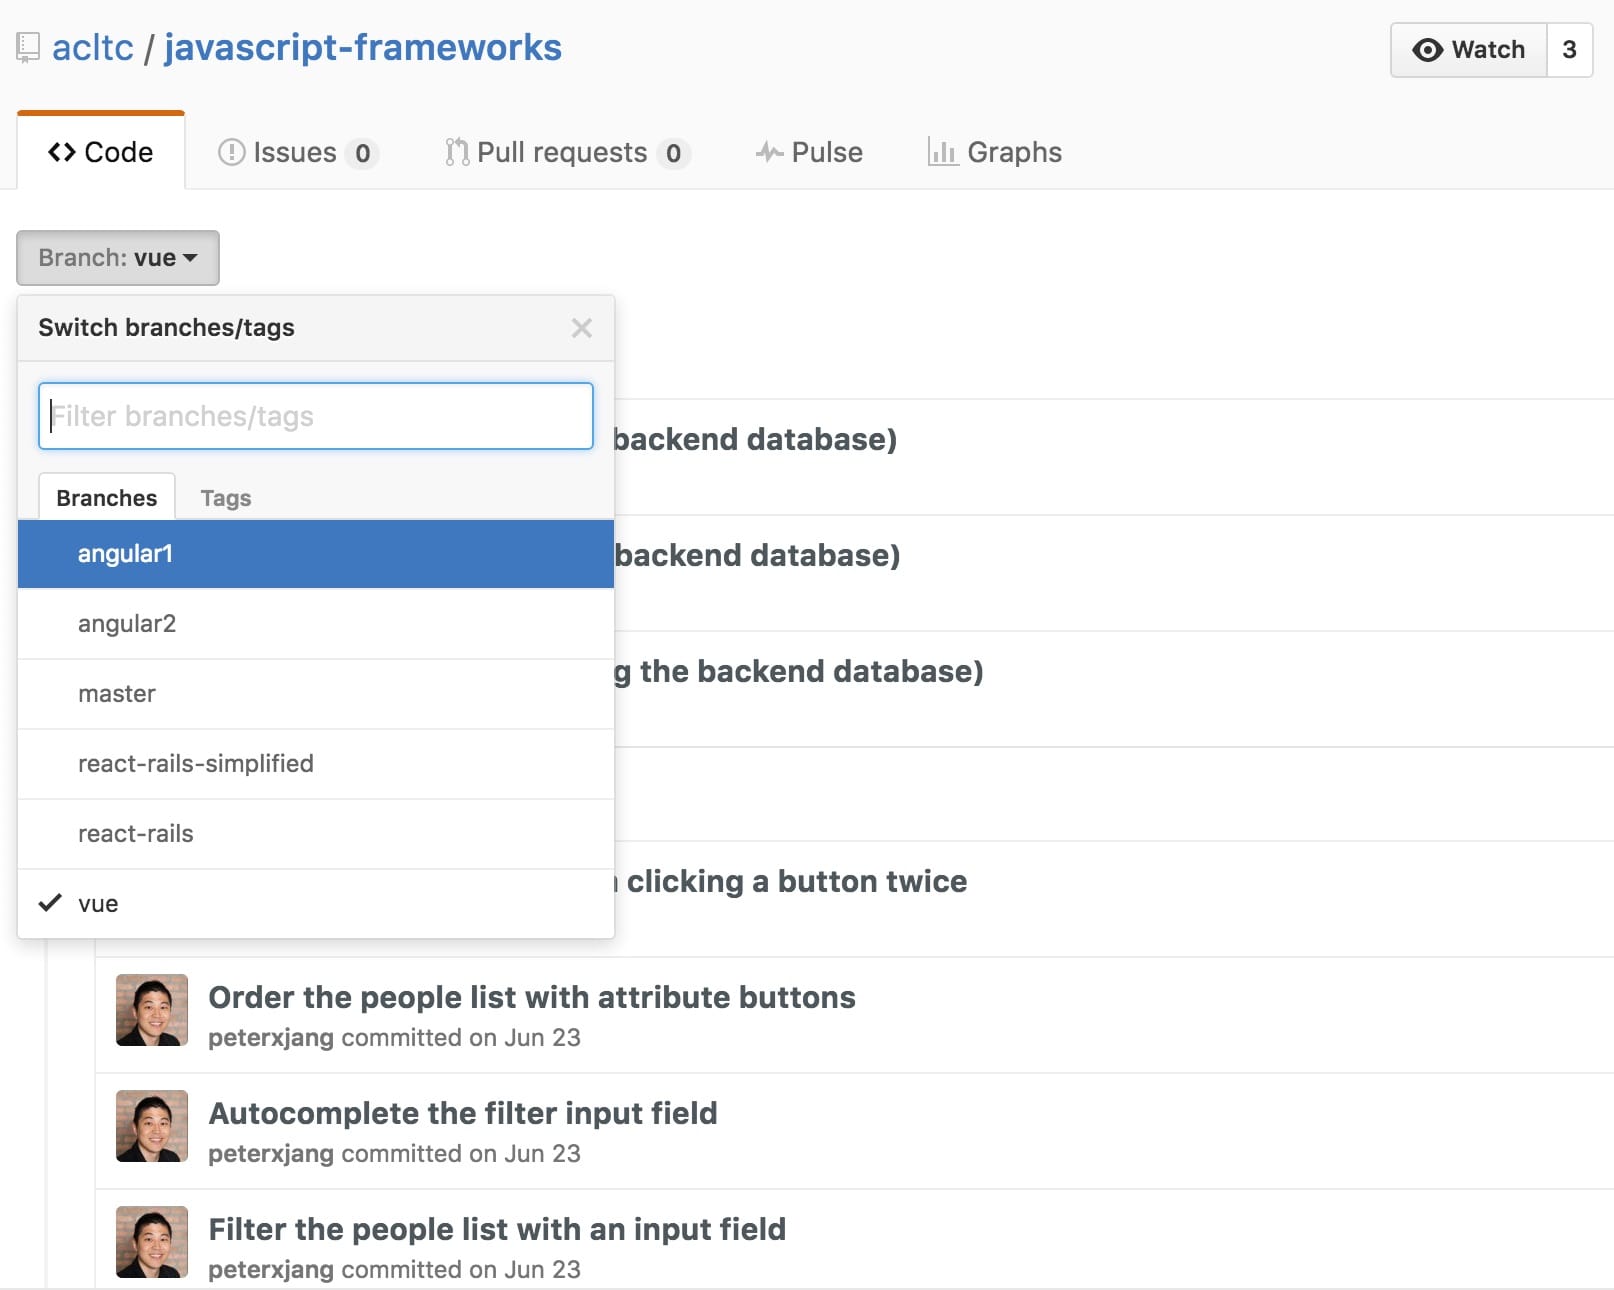 acltc / javascript-frameworks
Watch 3
Code
Issues 0
Pull requests 0
Pulse
Graphs
Branch: vue
Switch branches/tags
Filter branches/tags
Branches
Tags
angular1
angular2
master
react-rails-simplified
react-rails
vue
backend database)
backend database)
g the backend database)
clicking a button twice
Order the people list with attribute buttons
peterxjang committed on Jun 23
Autocomplete the filter input field
peterxjang committed on Jun 23
Filter the people list with an input field
peterxjang committed on Jun 23